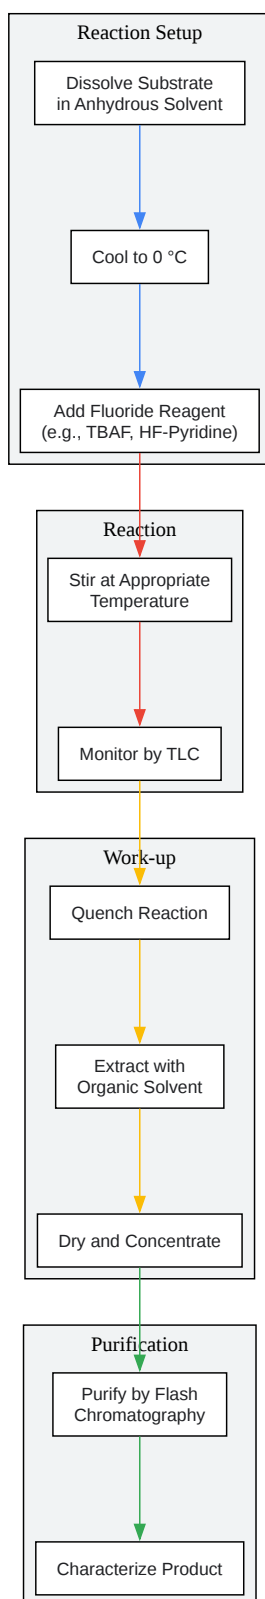 Reaction Setup
Dissolve Substrate
in Anhydrous Solvent
Cool to 0 °C
Add Fluoride Reagent
(e.g., TBAF, HF-Pyridine)
Reaction
Stir at Appropriate
Temperature
Monitor by TLC
Work-up
Quench Reaction
Extract with
Organic Solvent
Dry and Concentrate
Purification
Purify by Flash
Chromatography
Characterize Product